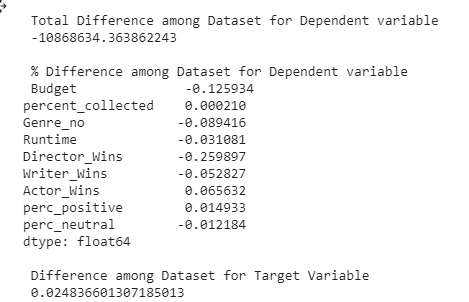 Total Difference among Dataset for Dependent variable
-10868634.363862243
% Difference among Dataset for Dependent variable
Budget -0.125934
percent_collected 0.000210
Genre_no -0.089416
Runtime -0.031081
Director_Wins -0.259897
Writer_Wins -0.052827
Actor_Wins 0.065632
perc_positive 0.014933
perc_neutral -0.012184
dtype: float64
Difference among Dataset for Target Variable
0.024836601307185013